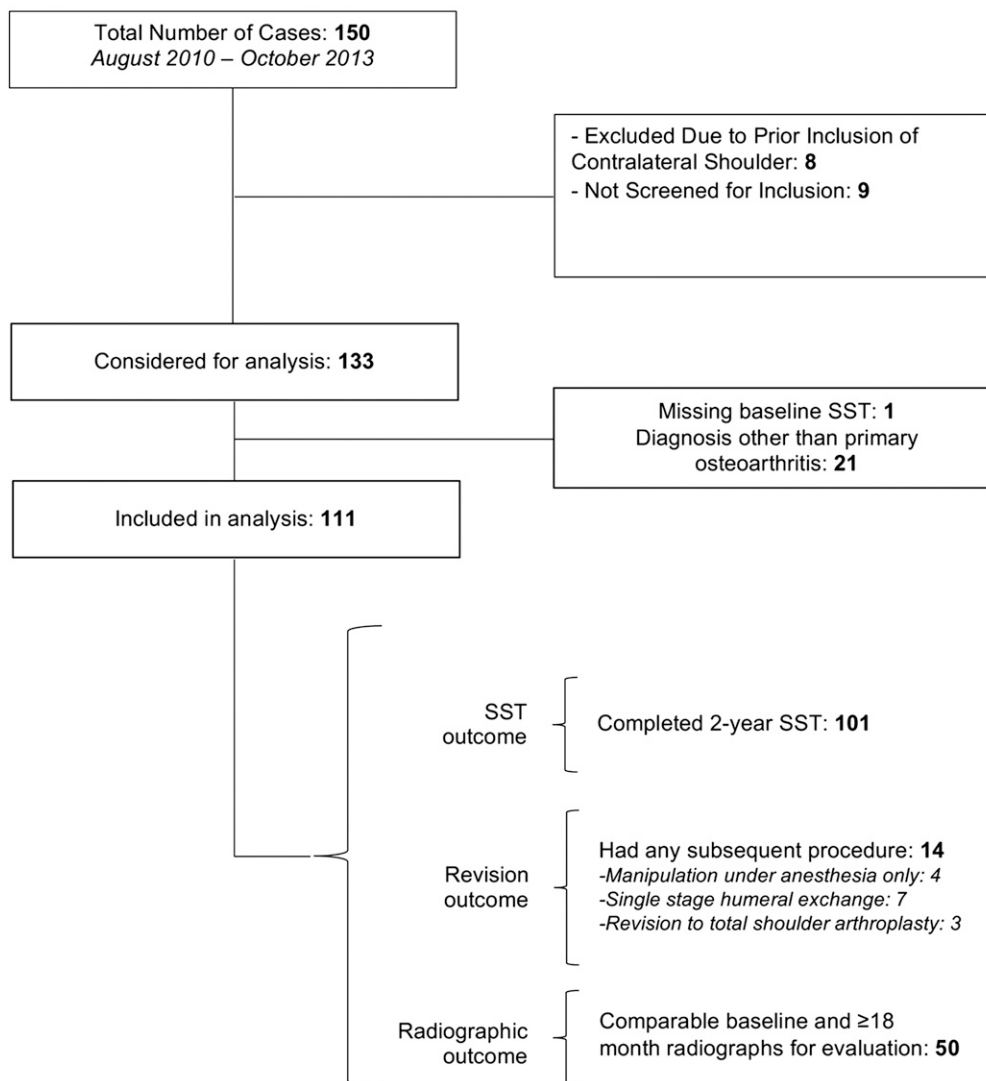 Total Number of Cases: 150
August 2010 – October 2013
- Excluded Due to Prior Inclusion of
Contralateral Shoulder: 8
- Not Screened for Inclusion: 9
Considered for analysis: 133
Missing baseline SST: 1
Diagnosis other than primary
osteoarthritis: 21
Included in analysis: 111
SST
outcome
Completed 2-year SST: 101
Revision
outcome
Had any subsequent procedure: 14
-Manipulation under anesthesia only: 4
-Single stage humeral exchange: 7
-Revision to total shoulder arthroplasty: 3
Radiographic
outcome
Comparable baseline and ≥18
month radiographs for evaluation: 50